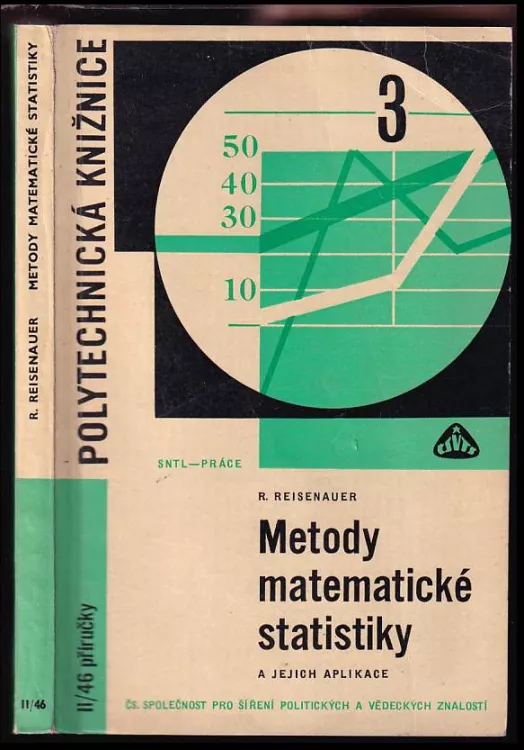 R. REISENAUER METODY MATEMATICKÉ STATISTIKY
II/46
POLYTECHNICKÁ KNIŽNICE
II/46 příručky
3
50
40
30
10
ČSVTS
SNTL—PRÁCE
R. REISENAUER
Metody
matematické
statistiky
A JEJICH APLIKACE
ČS. SPOLEČNOST PRO ŠÍŘENÍ POLITICKÝCH A VĚDECKÝCH ZNALOSTÍ